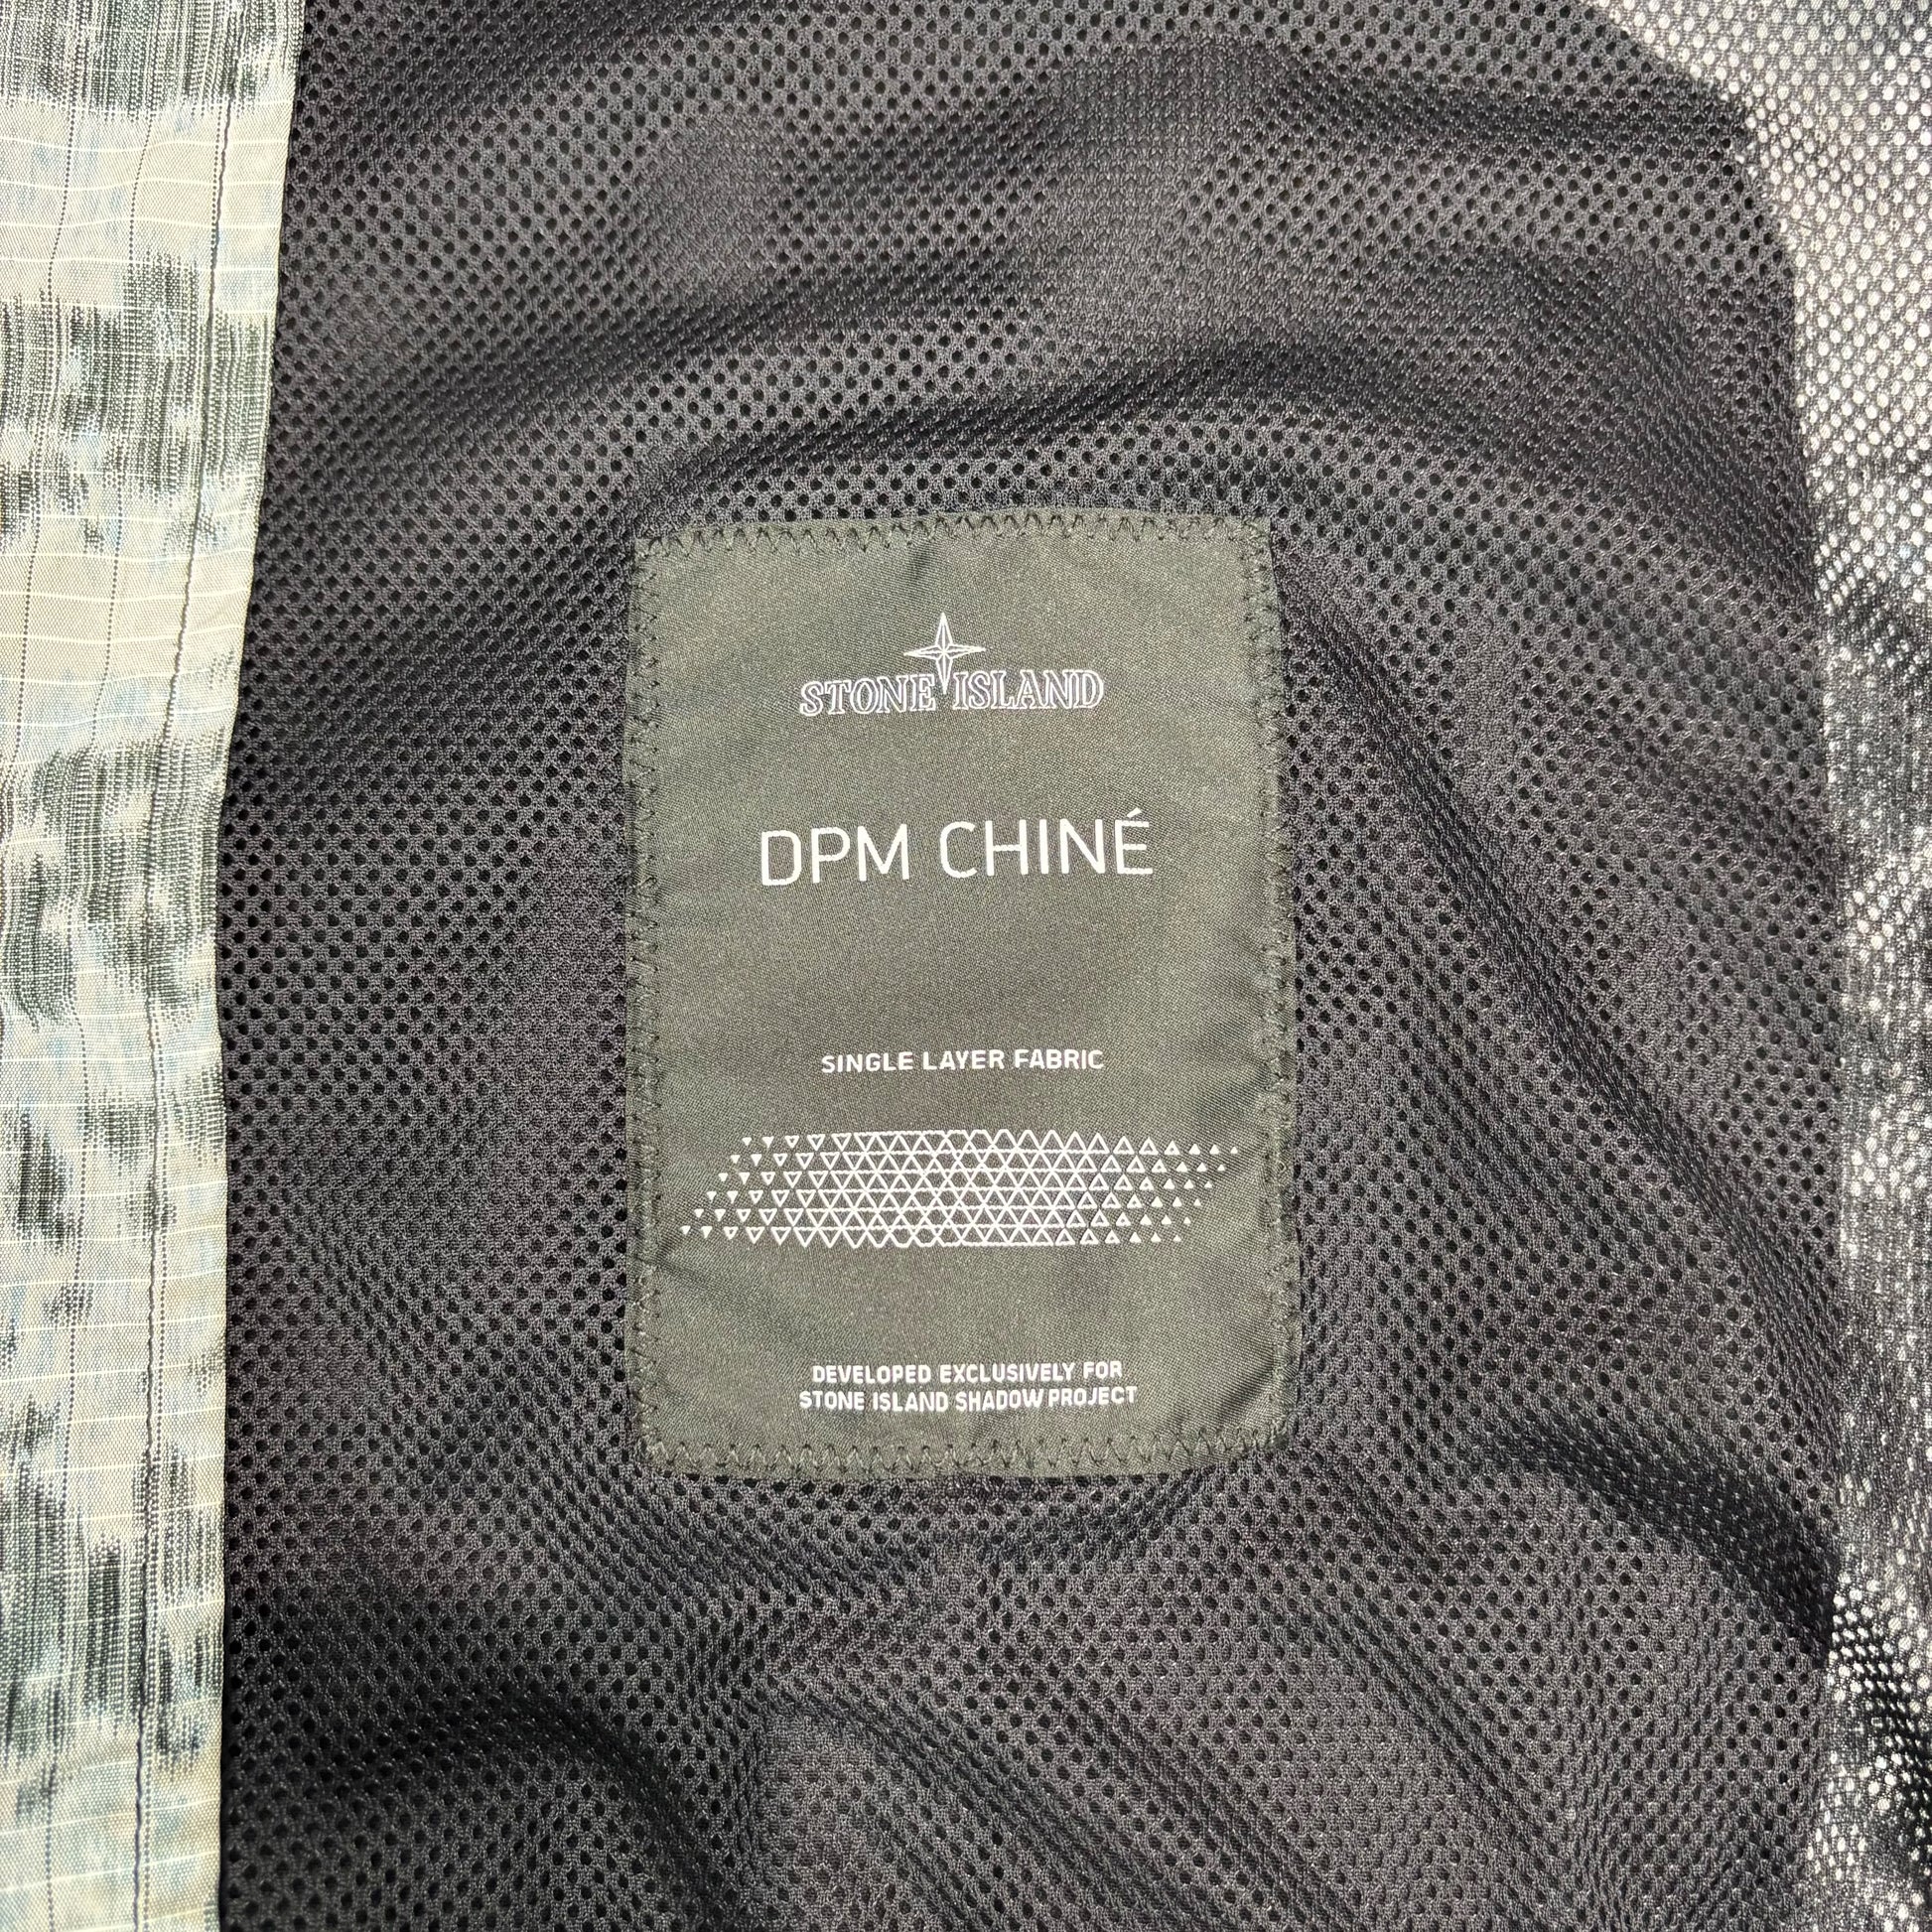 STONE ISLAND
DPM CHINÉ
SINGLE LAYER FABRIC
DEVELOPED EXCLUSIVELY FOR
STONE ISLAND SHADOW PROJECT